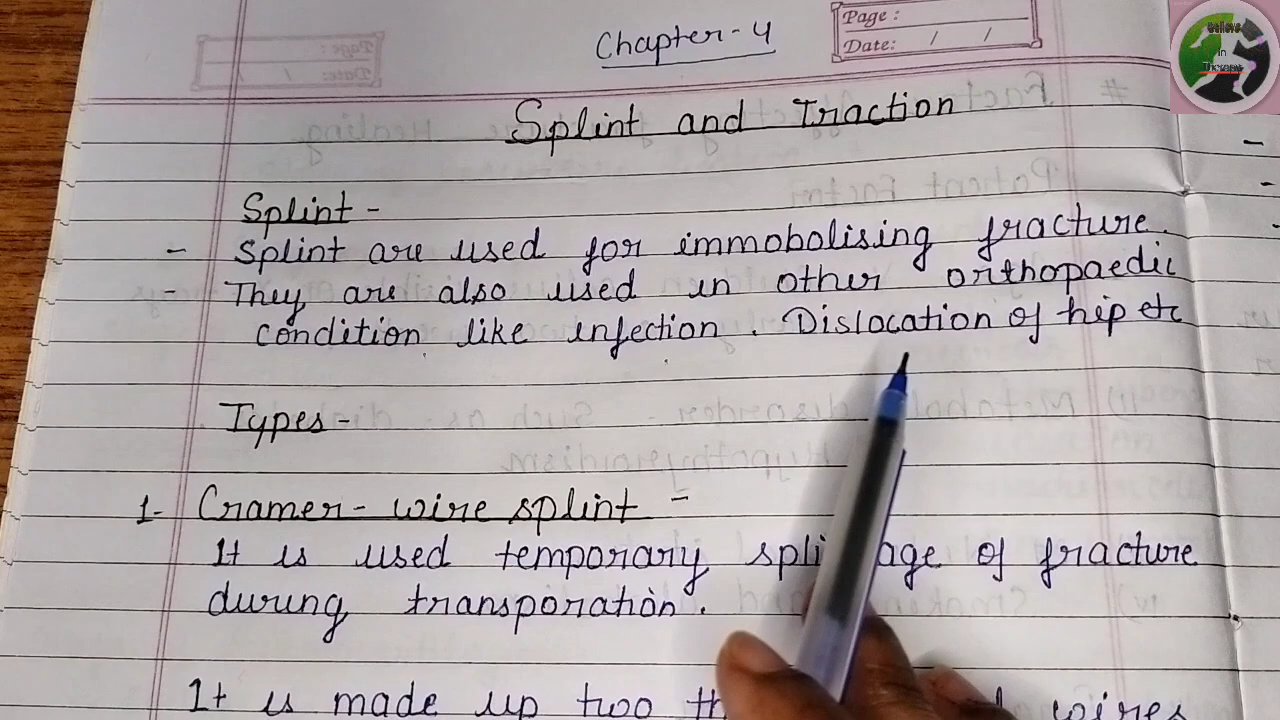 Chapter-4
Page :
Date: / /
Splint and Traction
Splint -
- Splint are used for immobolising fracture.
- They are also used in other orthopaedic
condition like infection. Dislocation of hip etc
Types-
1- Cramer-wire splint -
It is used temporary spli age of fracture
during transporation.
It is made up two wires